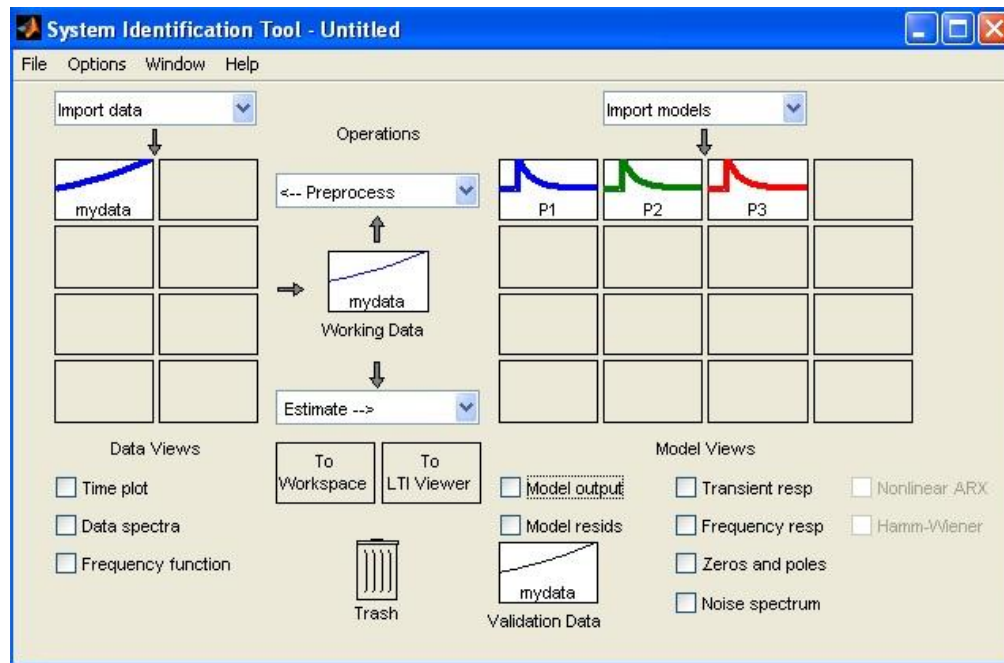 System Identification Tool - Untitled
File Options Window Help
Import data
Operations
Import models
mydata
<-- Preprocess
P1 P2 P3
mydata
Working Data
Estimate -->
Data Views
To Workspace
To LTI Viewer
Model Views
Time plot
Data spectra
Frequency function
Trash
Model output
Model resids
mydata
Validation Data
Transient resp
Frequency resp
Zeros and poles
Noise spectrum
Nonlinear ARX
Hamm-Wiener